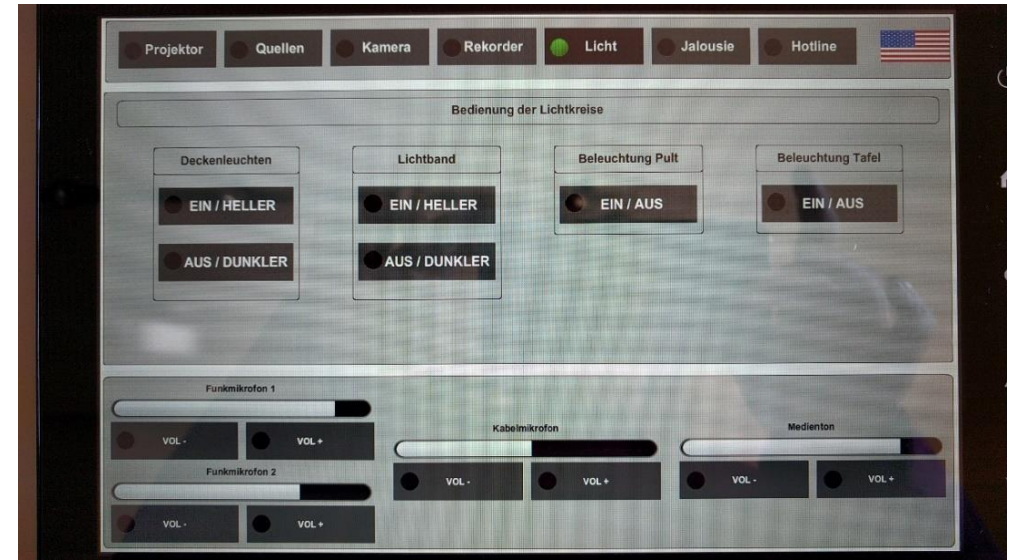 Projektor Quellen Kamera Rekorder Licht Jalousie Hotline
Bedienung der Lichtkreise
Deckenleuchten Lichtband Beleuchtung Pult Beleuchtung Tafel
EIN / HELLER EIN / HELLER EIN / AUS EIN / AUS
AUS / DUNKLER AUS / DUNKLER
Funkmikrofon 1
VOL - VOL +
Funkmikrofon 2
VOL - VOL +
Kabelmikrofon
VOL - VOL +
Medienton
VOL - VOL +